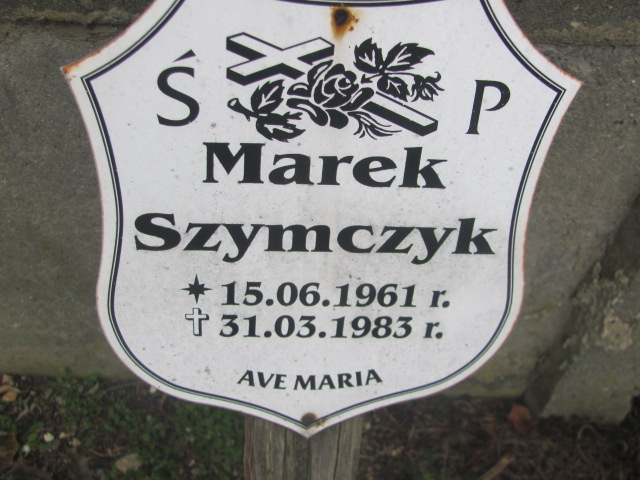 Ś P
Marek
Szymczyk
15.06.1961 r.
31.03.1983 r.
AVE MARIA